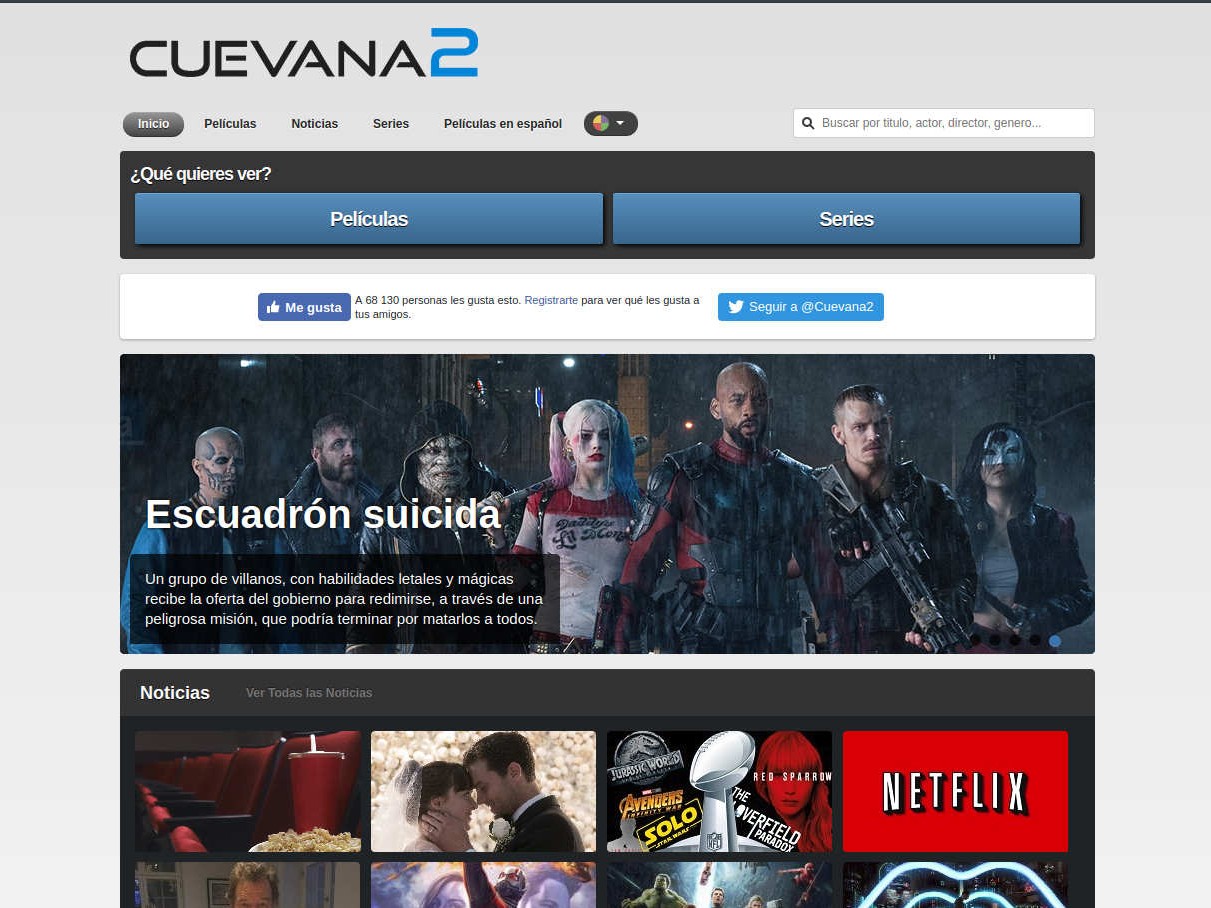 CUEVANA2
Inicio
Películas
Noticias
Series
Películas en español
Buscar por titulo, actor, director, genero...
¿Qué quieres ver?
Películas
Series
Me gusta
A 68 130 personas les gusta esto. Registrarte para ver qué les gusta a
tus amigos.
Seguir a @Cuevana2
Daddy's
Escuadrón suicida
Un grupo de villanos, con habilidades letales y mágicas
recibe la oferta del gobierno para redimirse, a través de una
peligrosa misión, que podría terminar por matarlos a todos.
Noticias
Ver Todas las Noticias
JURASSIC WORLD
RED SPARROW
AVENGERS
INFINITY WAR
SOLO
STAR WARS
NFL
THE
CLOVERFIELD
PARADOX
NETFLIX